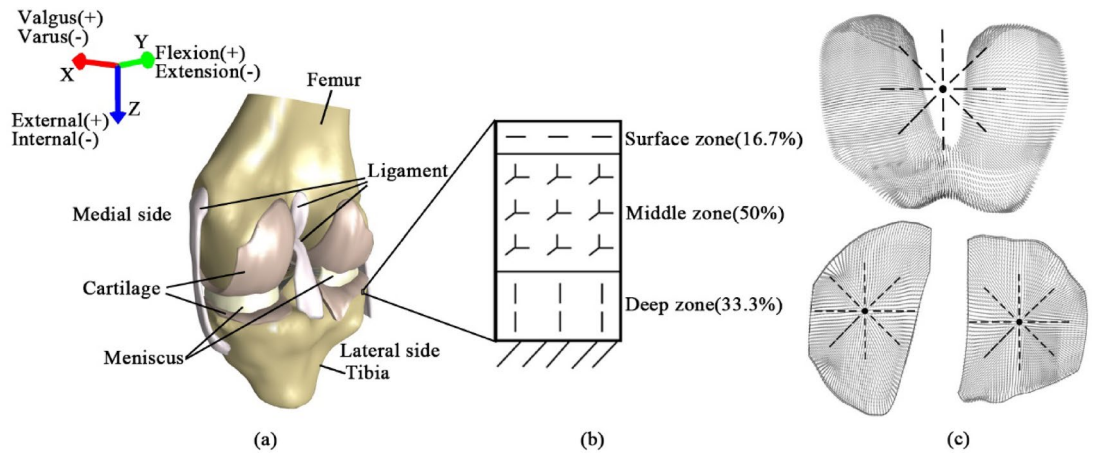 Valgus(+)
Varus(-)
X
Y
Flexion(+)
Extension(-)
Z
External(+)
Internal(-)
Femur
Ligament
Medial side
Cartilage
Meniscus
Lateral side
Tibia
Surface zone(16.7%)
Middle zone(50%)
Deep zone(33.3%)
(a)
(b)
(c)